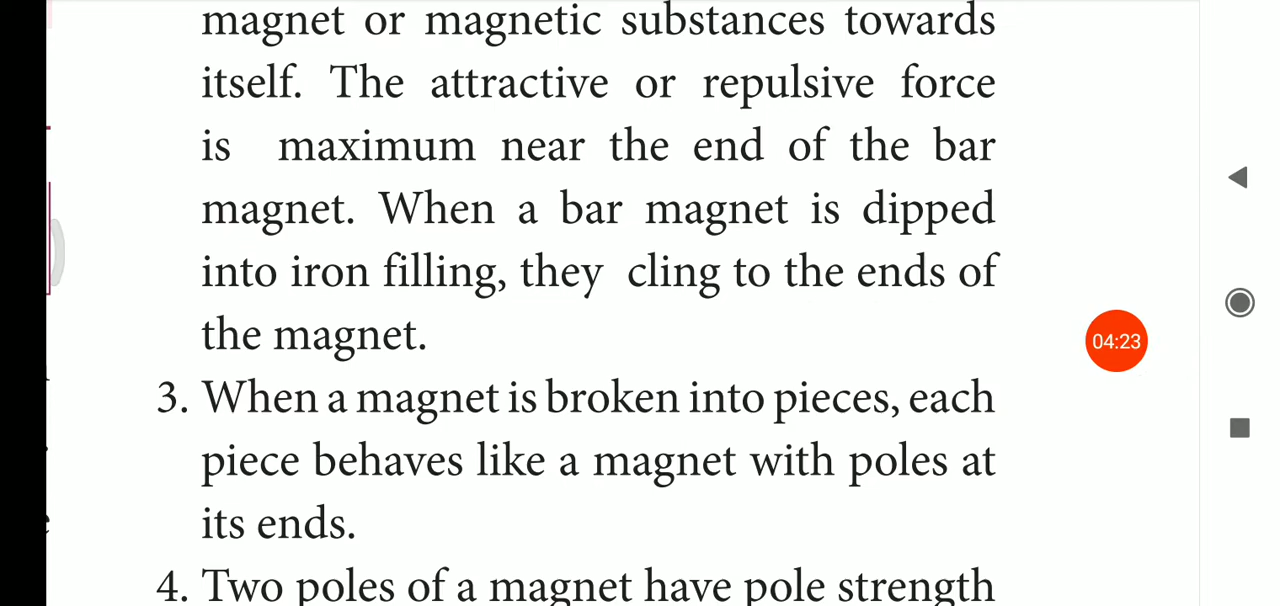 magnet or magnetic substances towards
itself. The attractive or repulsive force
is maximum near the end of the bar
magnet. When a bar magnet is dipped
into iron filling, they cling to the ends of
the magnet.
3. When a magnet is broken into pieces, each
piece behaves like a magnet with poles at
its ends.
4. Two poles of a magnet have pole strength
04:23